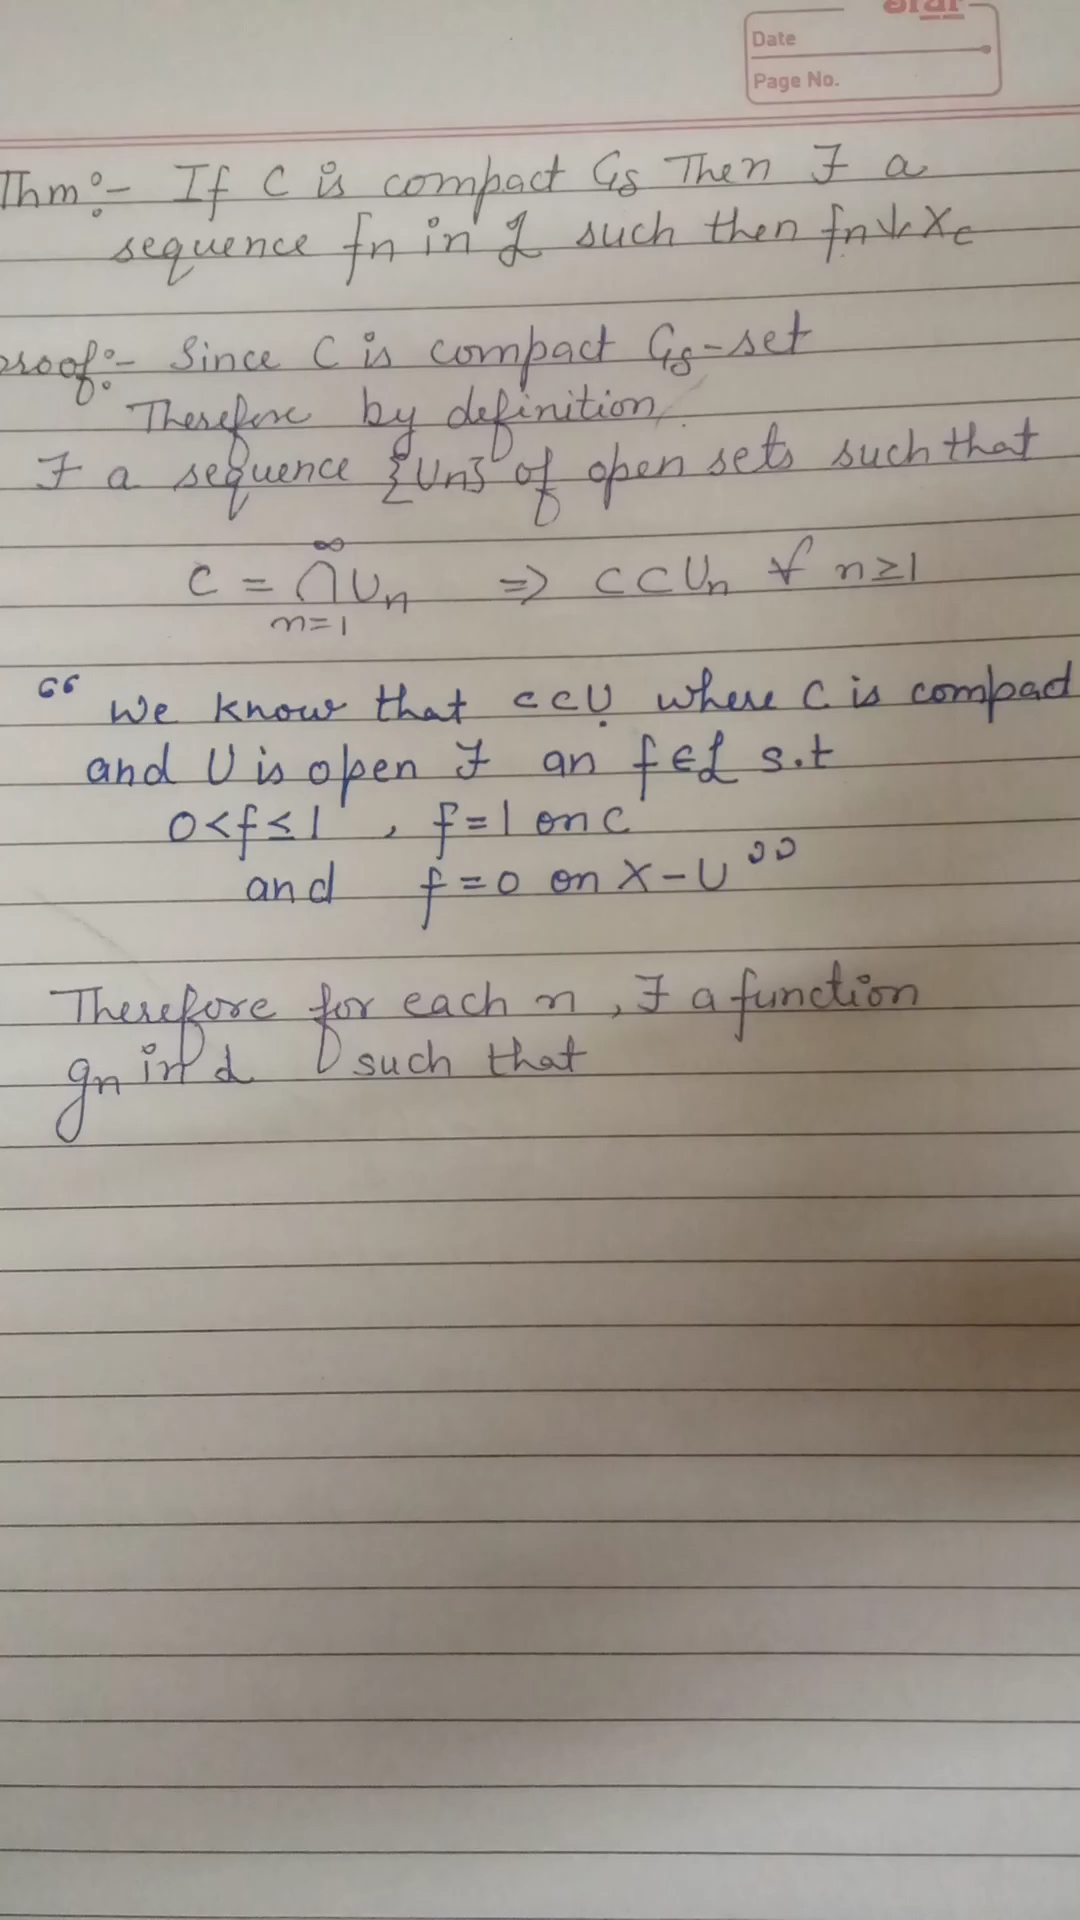 Date
Page No.
Thm:- If C is compact Gδ Then ∃ a
sequence fn in ℒ such then fn ↓ χc
proof:- Since C is compact Gδ-set
Therefore by definition
∃ a sequence {Un} of open sets such that
C = ∩_{n=1}^{∞} Un ⇒ C⊂Un ∀ n≥1
“ We know that C⊂U where C is compact
and U is open ∃ an f∈ℒ s.t
0<f≤1 , f=1 on C
and f=0 on X-U ”
Therefore for each n, ∃ a function
gn in ℒ such that